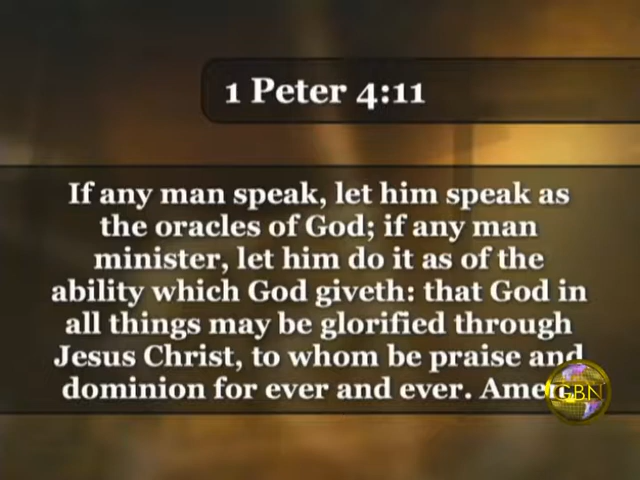 1 Peter 4:11
If any man speak, let him speak as
the oracles of God; if any man
minister, let him do it as of the
ability which God giveth: that God in
all things may be glorified through
Jesus Christ, to whom be praise and
dominion for ever and ever. Amen.
GBN